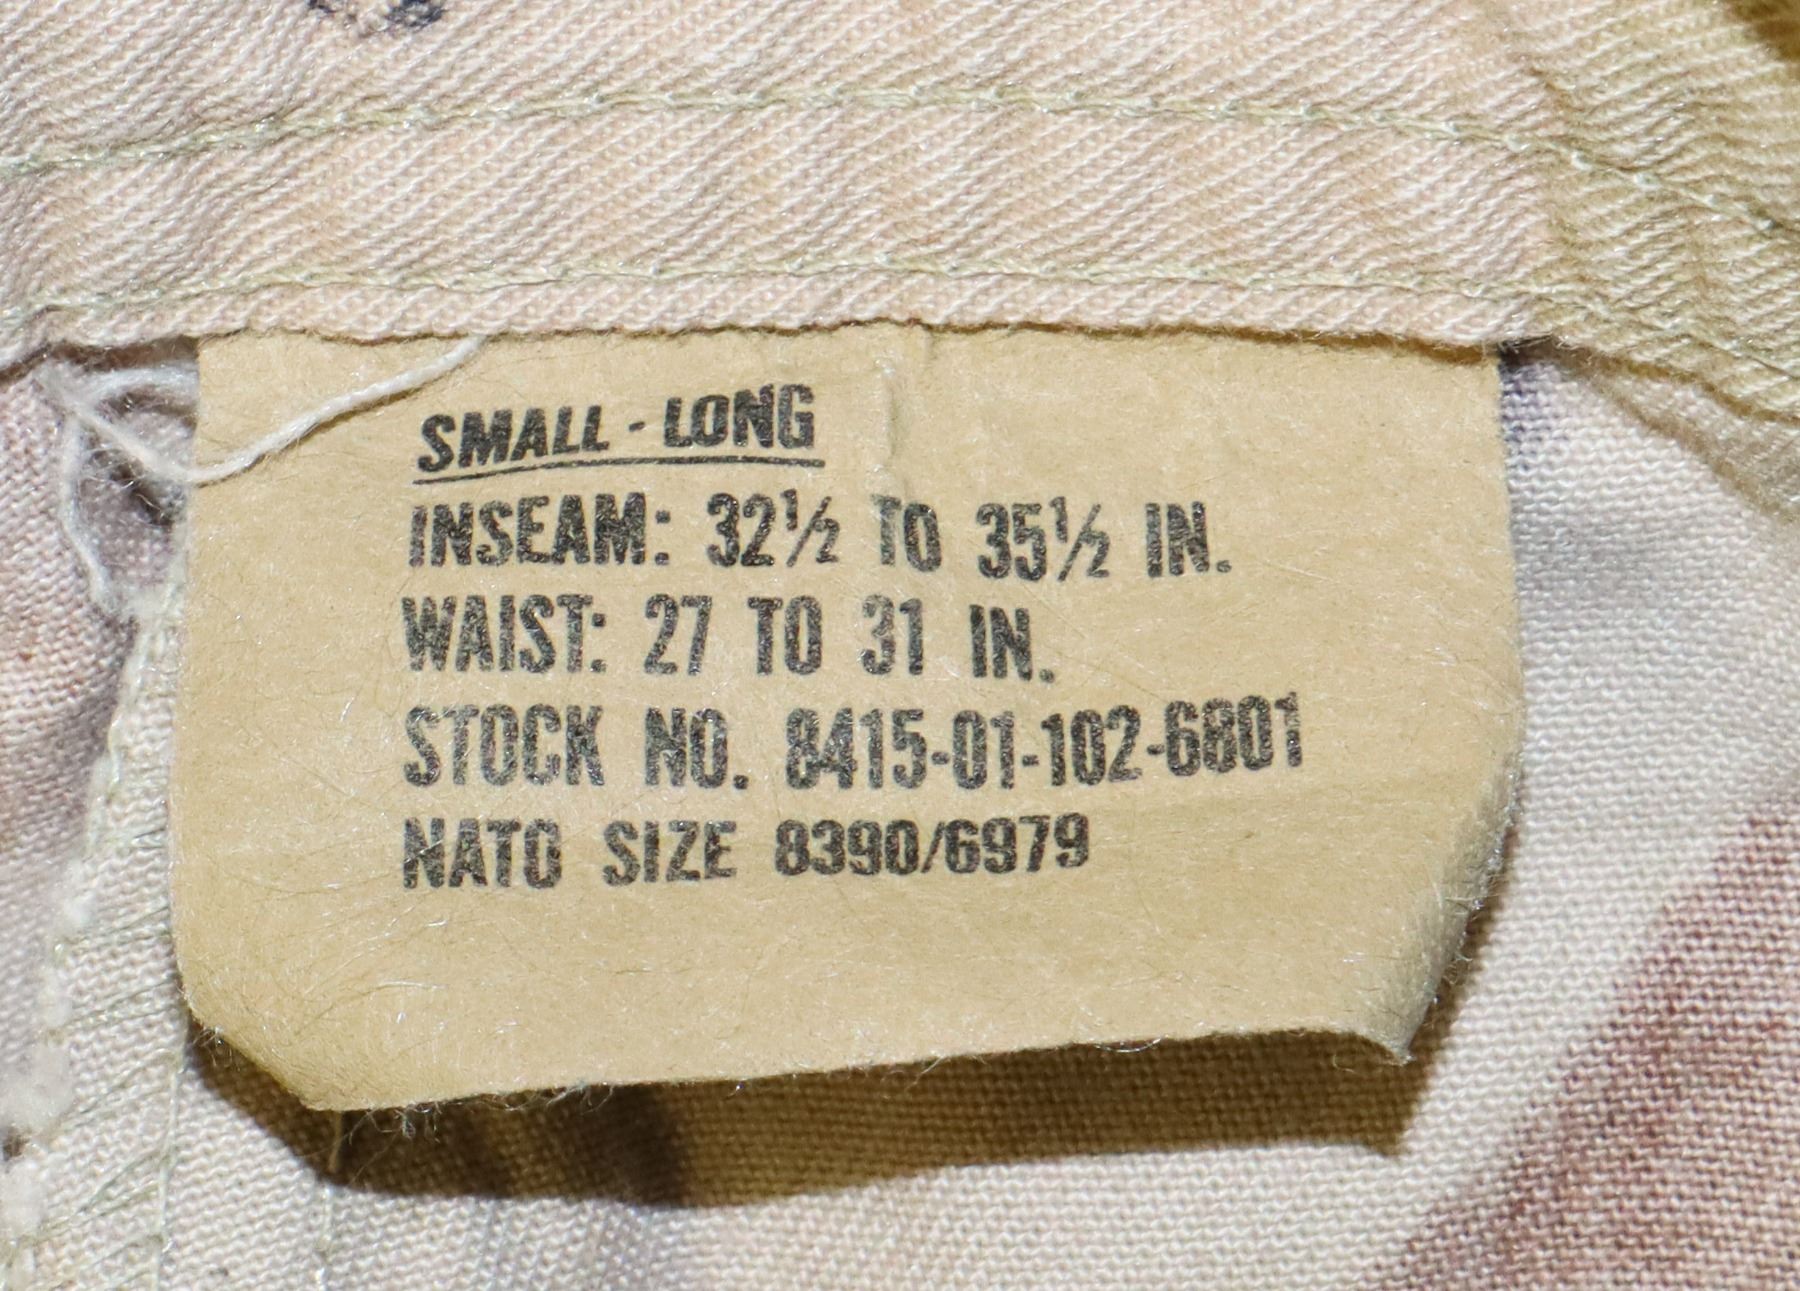 SMALL - LONG
INSEAM: 32½ TO 35½ IN.
WAIST: 27 TO 31 IN.
STOCK NO. 8415-01-102-6801
NATO SIZE 8390/6979